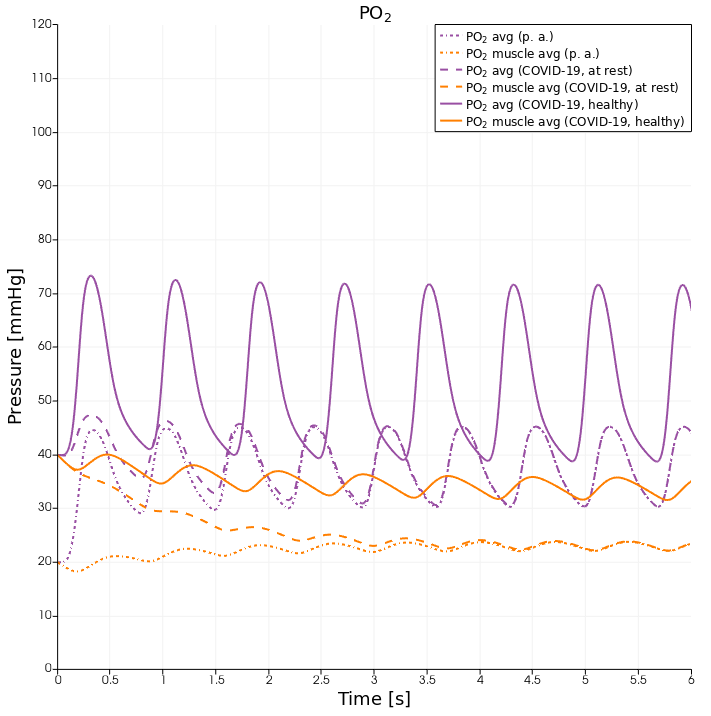 PO₂
PO₂ avg (p. a.)
PO₂ muscle avg (p. a.)
PO₂ avg (COVID-19, at rest)
PO₂ muscle avg (COVID-19, at rest)
PO₂ avg (COVID-19, healthy)
PO₂ muscle avg (COVID-19, healthy)
120
110
100
90
80
70
60
50
40
30
20
10
0
Pressure [mmHg]
0 0.5 1 1.5 2 2.5 3 3.5 4 4.5 5 5.5 6
Time [s]